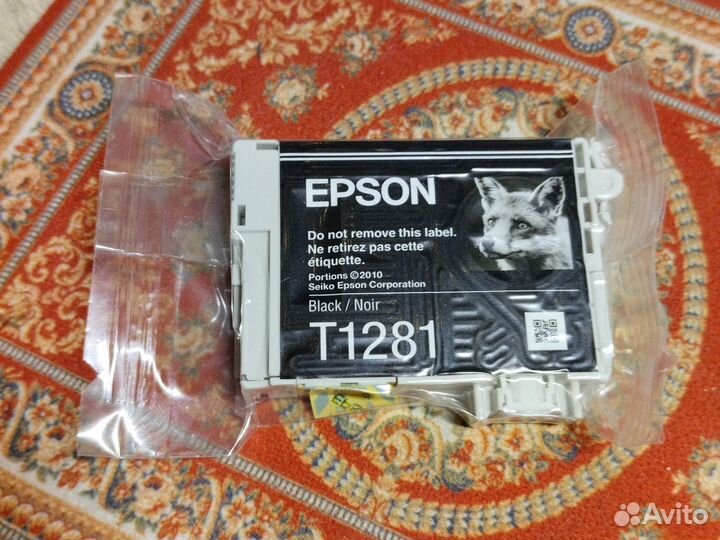 EPSON
Do not remove this label.
Ne retirez pas cette
étiquette.
Portions ©2010
Seiko Epson Corporation
Black / Noir
T1281
Avito